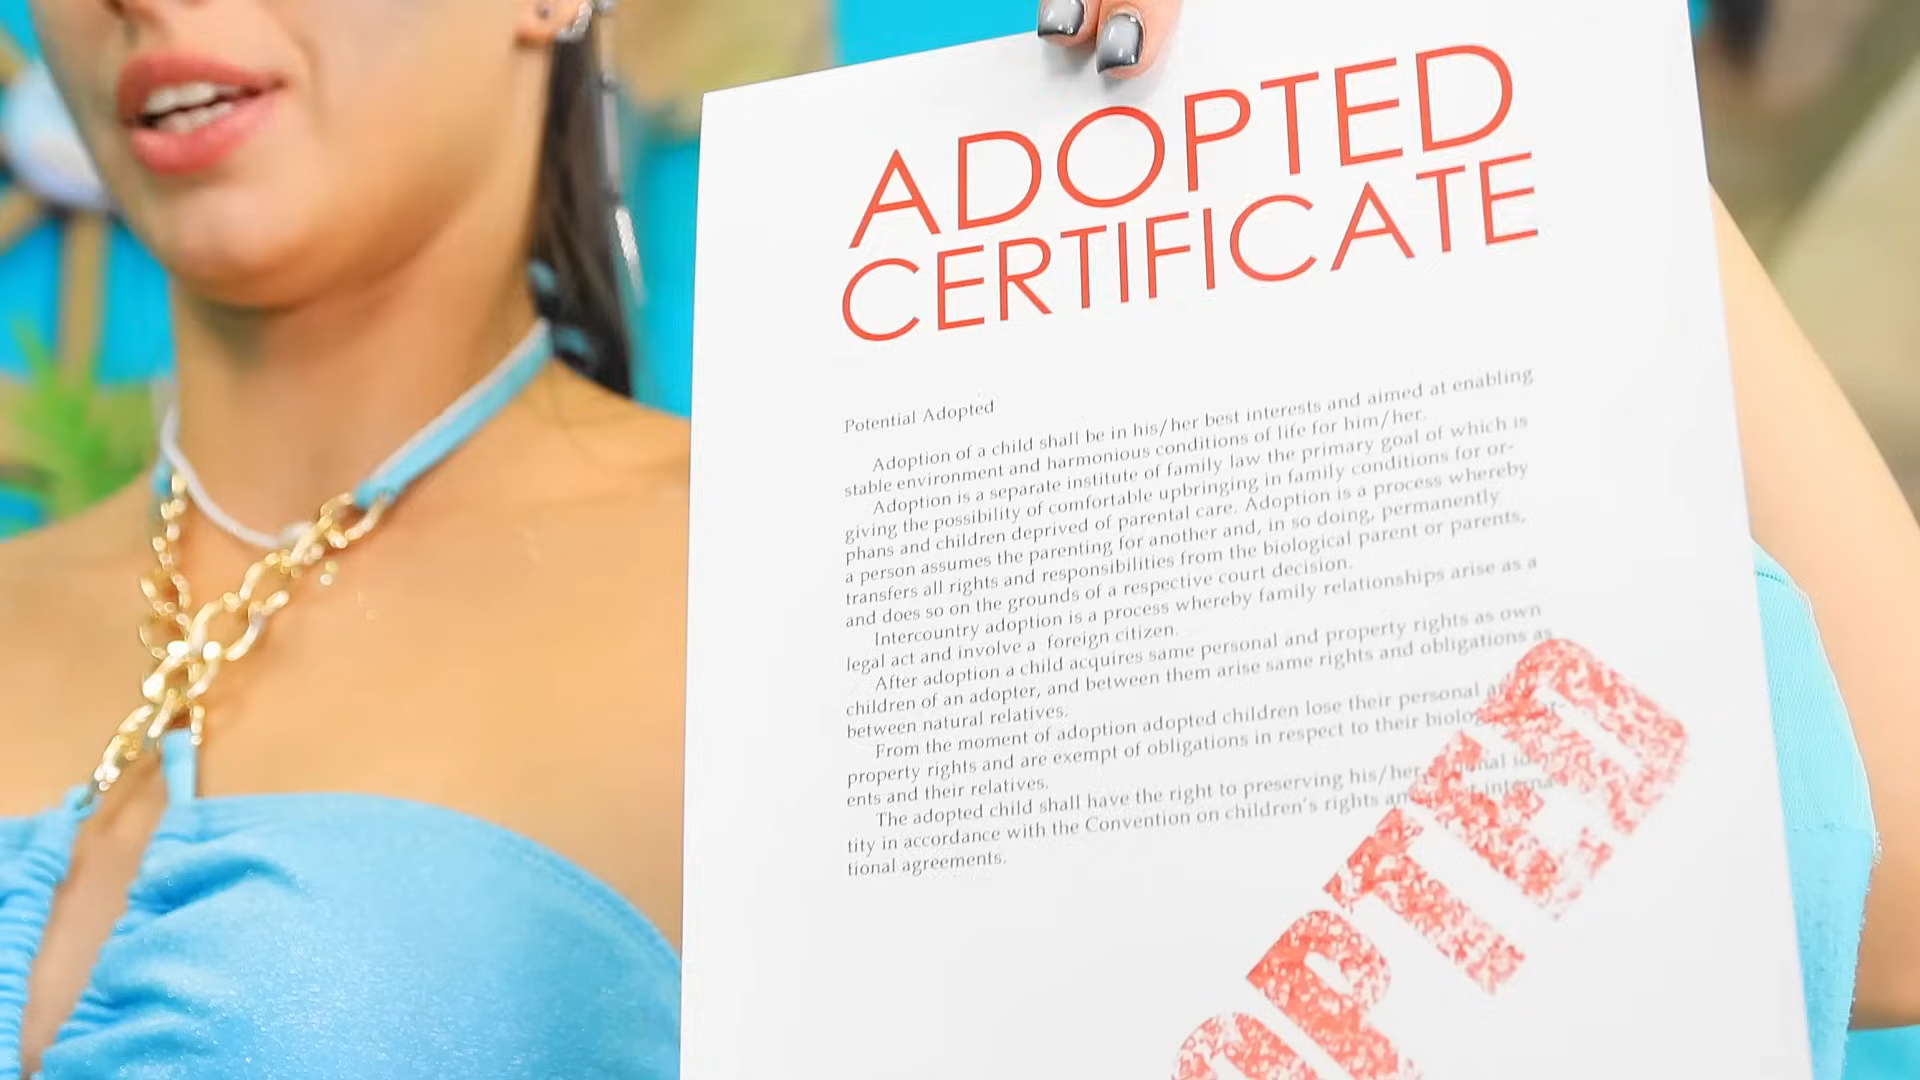 ADOPTED
CERTIFICATE
Potential Adopted
Adoption of a child shall be in his/her best interests and aimed at enabling
stable environment and harmonious conditions of life for him/her.
Adoption is a separate institute of family law the primary goal of which is
giving the possibility of comfortable upbringing in family conditions for or-
phans and children deprived of parental care. Adoption is a process whereby
a person assumes the parenting for another and, in so doing, permanently
transfers all rights and responsibilities from the biological parent or parents,
and does so on the grounds of a respective court decision.
Intercountry adoption is a process whereby family relationships arise as a
legal act and involve a foreign citizen.
After adoption a child acquires same personal and property rights as own
children of an adopter, and between them arise same rights and obligations as
between natural relatives.
From the moment of adoption adopted children lose their personal
property rights and are exempt of obligations in respect to their
ents and their relatives.
The adopted child shall have the right to preserving his/her
tity in accordance with the Convention on children's rights
tional agreements.
OPTED